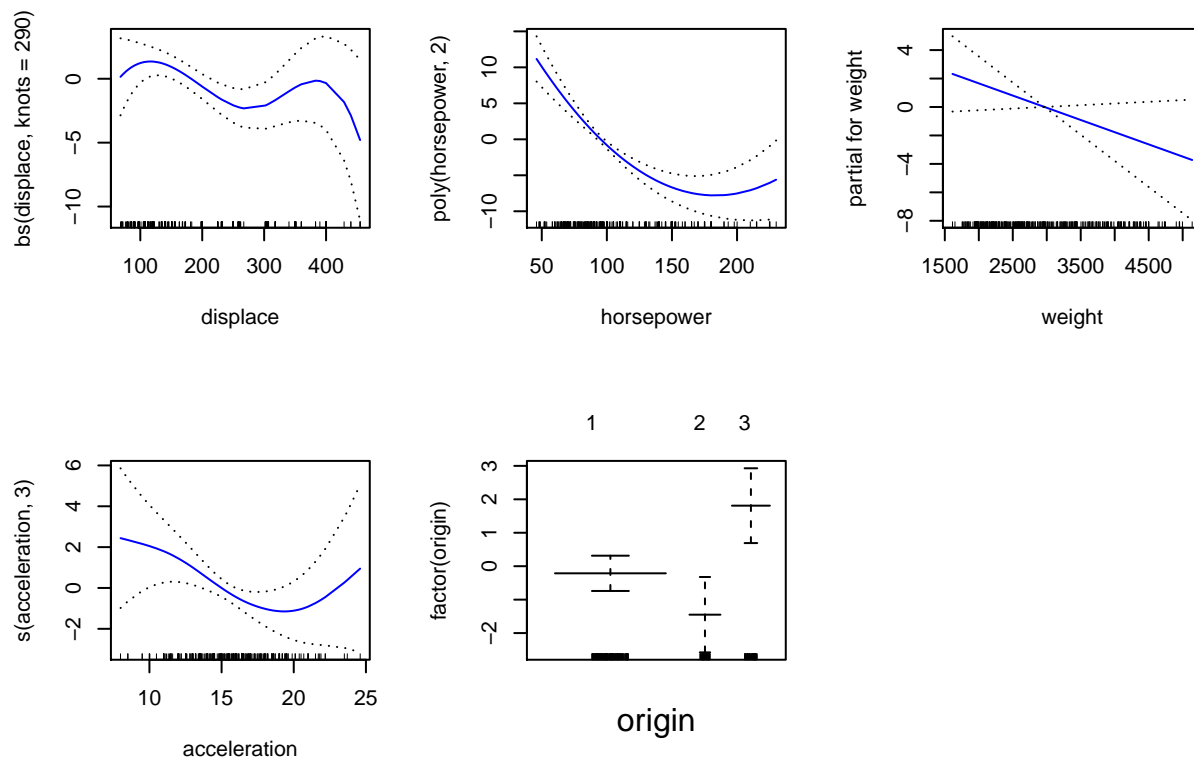 bs(displace, knots = 290)
0
−5
−10
100 200 300 400
displace
poly(horsepower, 2)
10
5
0
−5
−10
50 100 150 200
horsepower
partial for weight
4
0
−4
−8
1500 2500 3500 4500
weight
s(acceleration, 3)
6
4
2
0
−2
10 15 20 25
acceleration
1 2 3
factor(origin)
3
2
1
0
−2
origin